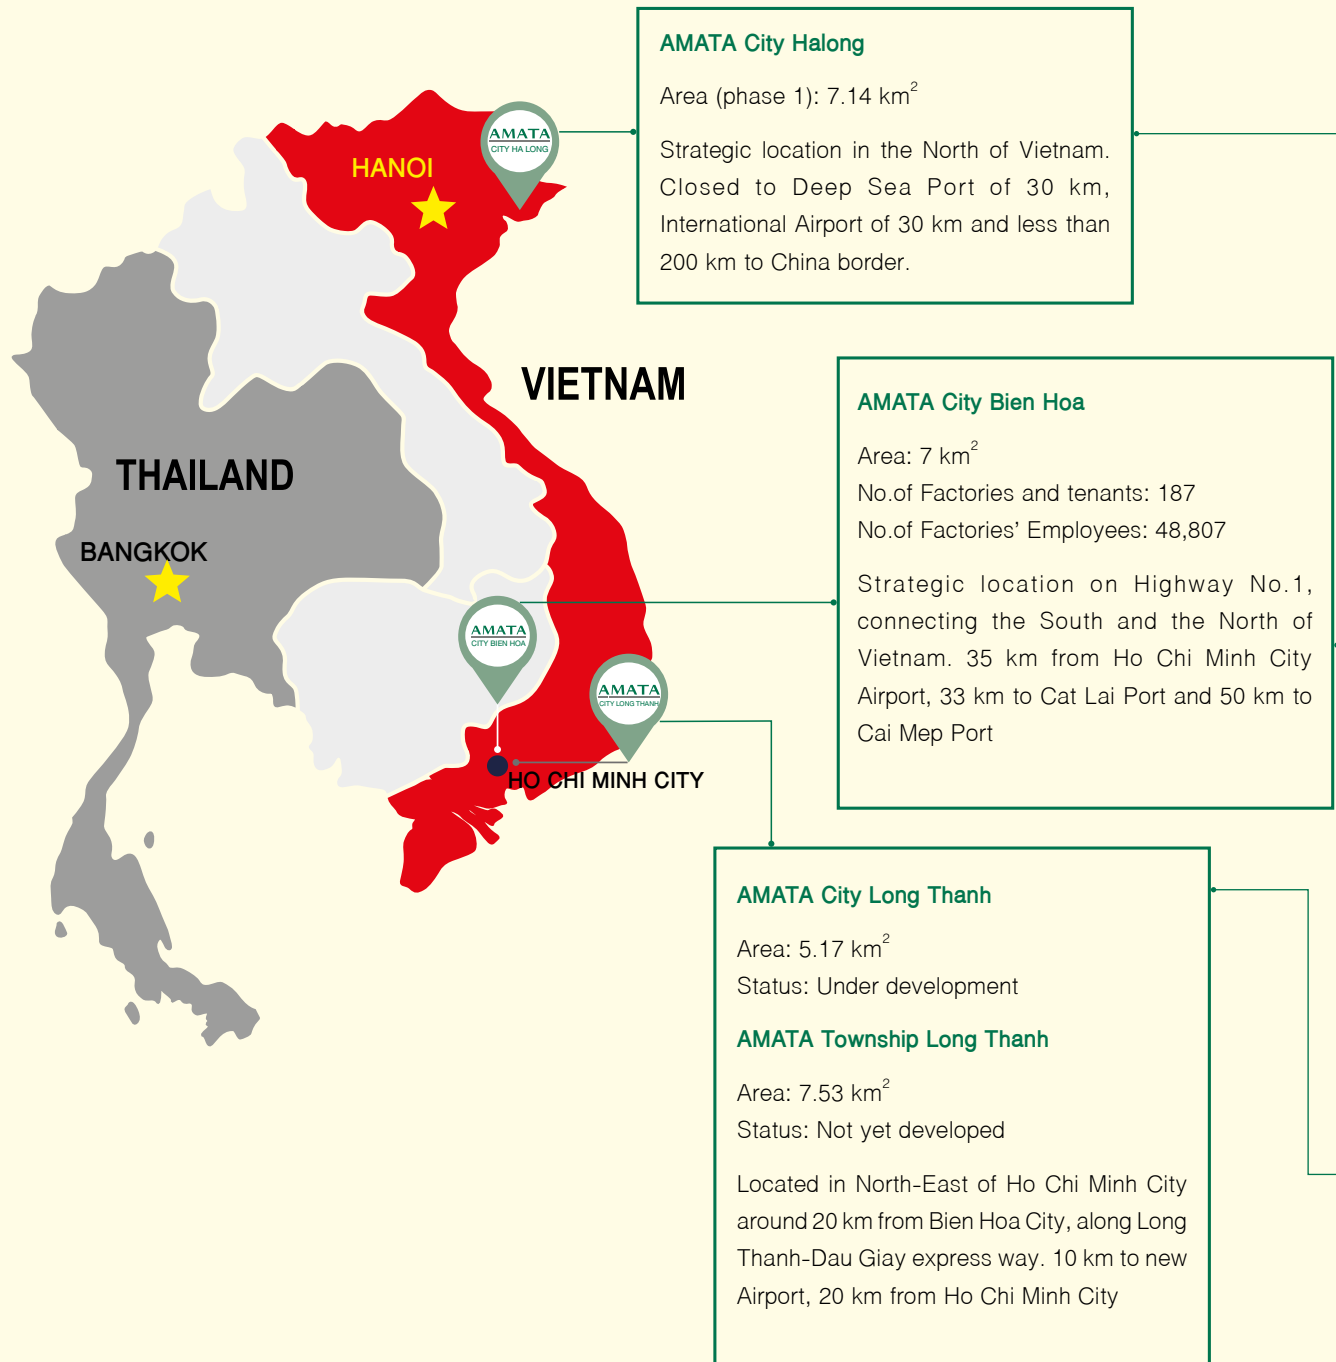 AMATA City Halong
Area (phase 1): 7.14 km²
Strategic location in the North of Vietnam.
Closed to Deep Sea Port of 30 km,
International Airport of 30 km and less than
200 km to China border.
AMATA
CITY HA LONG
HANOI
VIETNAM
THAILAND
BANGKOK
AMATA City Bien Hoa
Area: 7 km²
No.of Factories and tenants: 187
No.of Factories’ Employees: 48,807
Strategic location on Highway No.1,
connecting the South and the North of
Vietnam. 35 km from Ho Chi Minh City
Airport, 33 km to Cat Lai Port and 50 km to
Cai Mep Port
AMATA
CITY BIEN HOA
AMATA
CITY LONG THANH
HO CHI MINH CITY
AMATA City Long Thanh
Area: 5.17 km²
Status: Under development
AMATA Township Long Thanh
Area: 7.53 km²
Status: Not yet developed
Located in North-East of Ho Chi Minh City
around 20 km from Bien Hoa City, along Long
Thanh-Dau Giay express way. 10 km to new
Airport, 20 km from Ho Chi Minh City